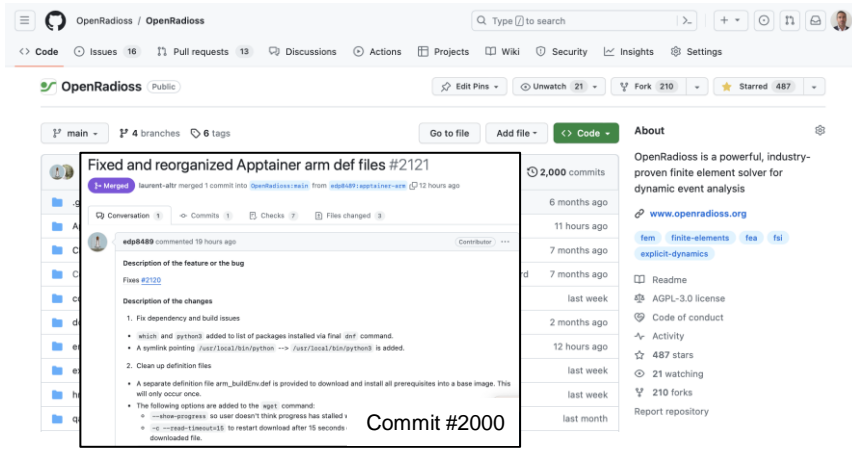 OpenRadioss / OpenRadioss
Type / to search
Code
Issues 16
Pull requests 13
Discussions
Actions
Projects
Wiki
Security
Insights
Settings
OpenRadioss Public
Edit Pins
Unwatch 21
Fork 210
Starred 487
main
4 branches
6 tags
Go to file
Add file
Code
Fixed and reorganized Apptainer arm def files #2121
Merged laurent-altr merged 1 commit into OpenRadioss:main from edp8489:apptainer-arm 12 hours ago
Conversation 1
Commits 1
Checks 7
Files changed 3
edp8489 commented 19 hours ago
Contributor
Description of the feature or the bug
Fixes #2120
Description of the changes
1. Fix dependency and build issues
• which and python3 added to list of packages installed via final dnf command.
• A symlink pointing /usr/local/bin/python --> /usr/local/bin/python3 is added.
2. Clean up definition files
• A separate definition file arm_buildEnv.def is provided to download and install all prerequisites into a base image. This
will only occur once.
• The following options are added to the wget command:
--show-progress so user doesn't think progress has stalled
-c --read-timeout=15 to restart download after 15 seconds
downloaded file.
Commit #2000
2,000 commits
6 months ago
11 hours ago
7 months ago
rd 7 months ago
last week
2 months ago
12 hours ago
last week
last week
last month
About
OpenRadioss is a powerful, industry-
proven finite element solver for
dynamic event analysis
www.openradioss.org
fem finite-elements fea fsi
explicit-dynamics
Readme
AGPL-3.0 license
Code of conduct
Activity
487 stars
21 watching
210 forks
Report repository